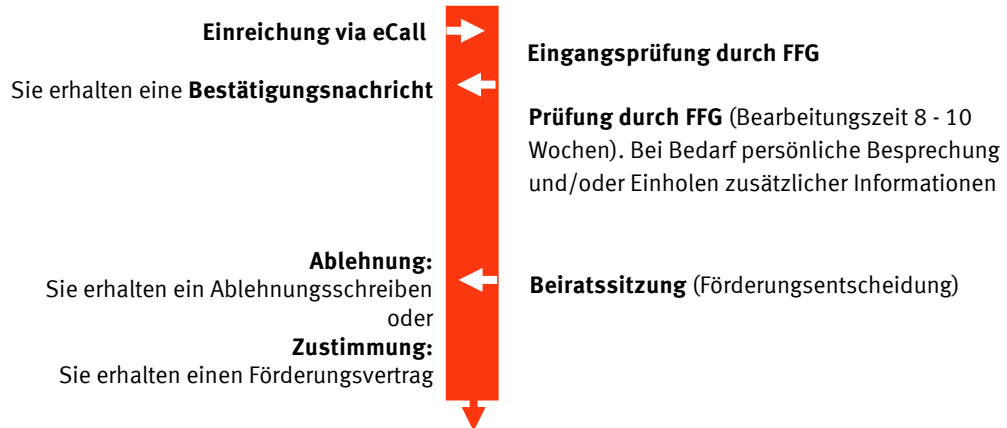 Einreichung via eCall
Eingangsprüfung durch FFG
Sie erhalten eine Bestätigungsnachricht
Prüfung durch FFG (Bearbeitungszeit 8 - 10
Wochen). Bei Bedarf persönliche Besprechung
und/oder Einholen zusätzlicher Informationen
Ablehnung:
Sie erhalten ein Ablehnungsschreiben
oder
Zustimmung:
Sie erhalten einen Förderungsvertrag
Beiratssitzung (Förderungsentscheidung)